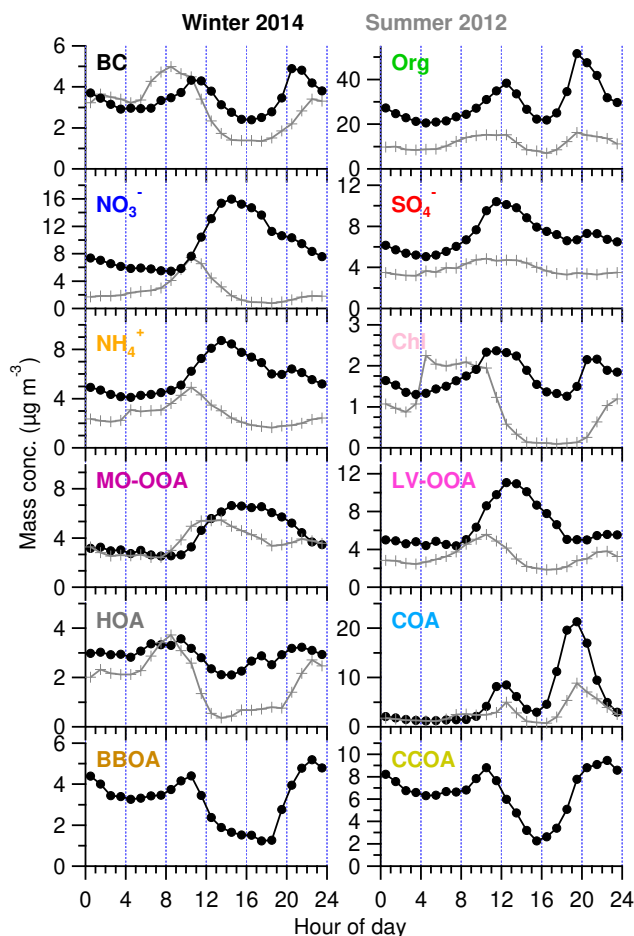 Winter 2014 Summer 2012
Mass conc. (µg m⁻³)
BC
6
4
2
0
Org
40
20
0
NO₃⁻
16
12
8
4
0
SO₄⁻
12
8
4
0
NH₄⁺
8
4
0
Chl
3
2
1
0
MO-OOA
8
4
0
LV-OOA
12
8
4
0
HOA
4
2
0
COA
20
10
0
BBOA
6
4
2
0
CCOA
10
8
6
4
2
0
0 4 8 12 16 20 24
0 4 8 12 16 20 24
Hour of day